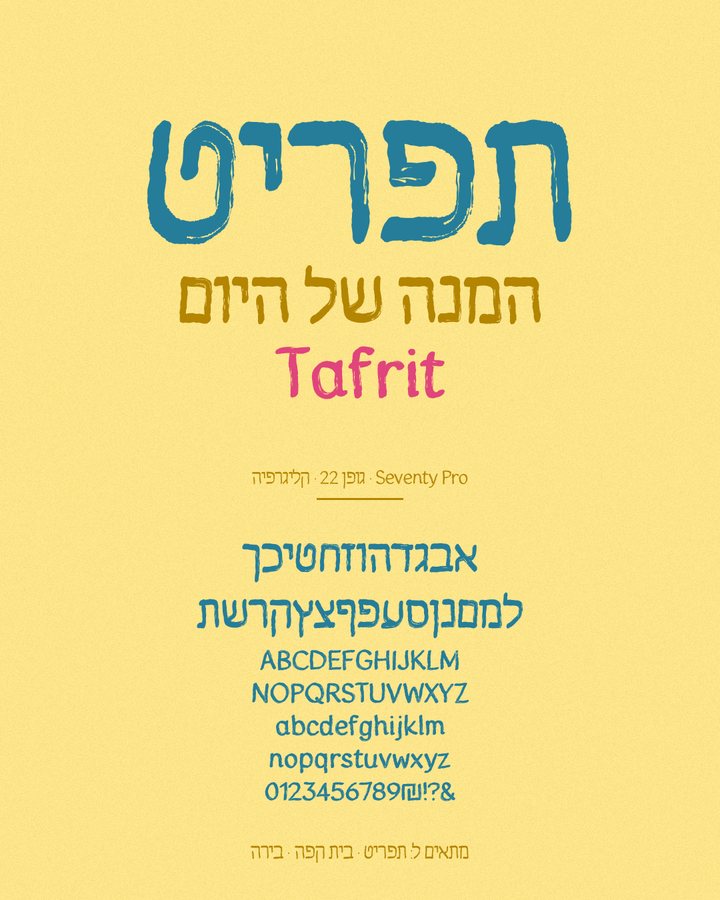 תפריט
המנה של היום
Tafrit
קליגרפיה · גופן 22 · Seventy Pro
אבגדהוזחטיכך
למםנןסעפףצץקרשת
ABCDEFGHIJKLM
NOPQRSTUVWXYZ
abcdefghijklm
nopqrstuvwxyz
0123456789₪!?&
מתאים ל: תפריט · בית קפה · בירה